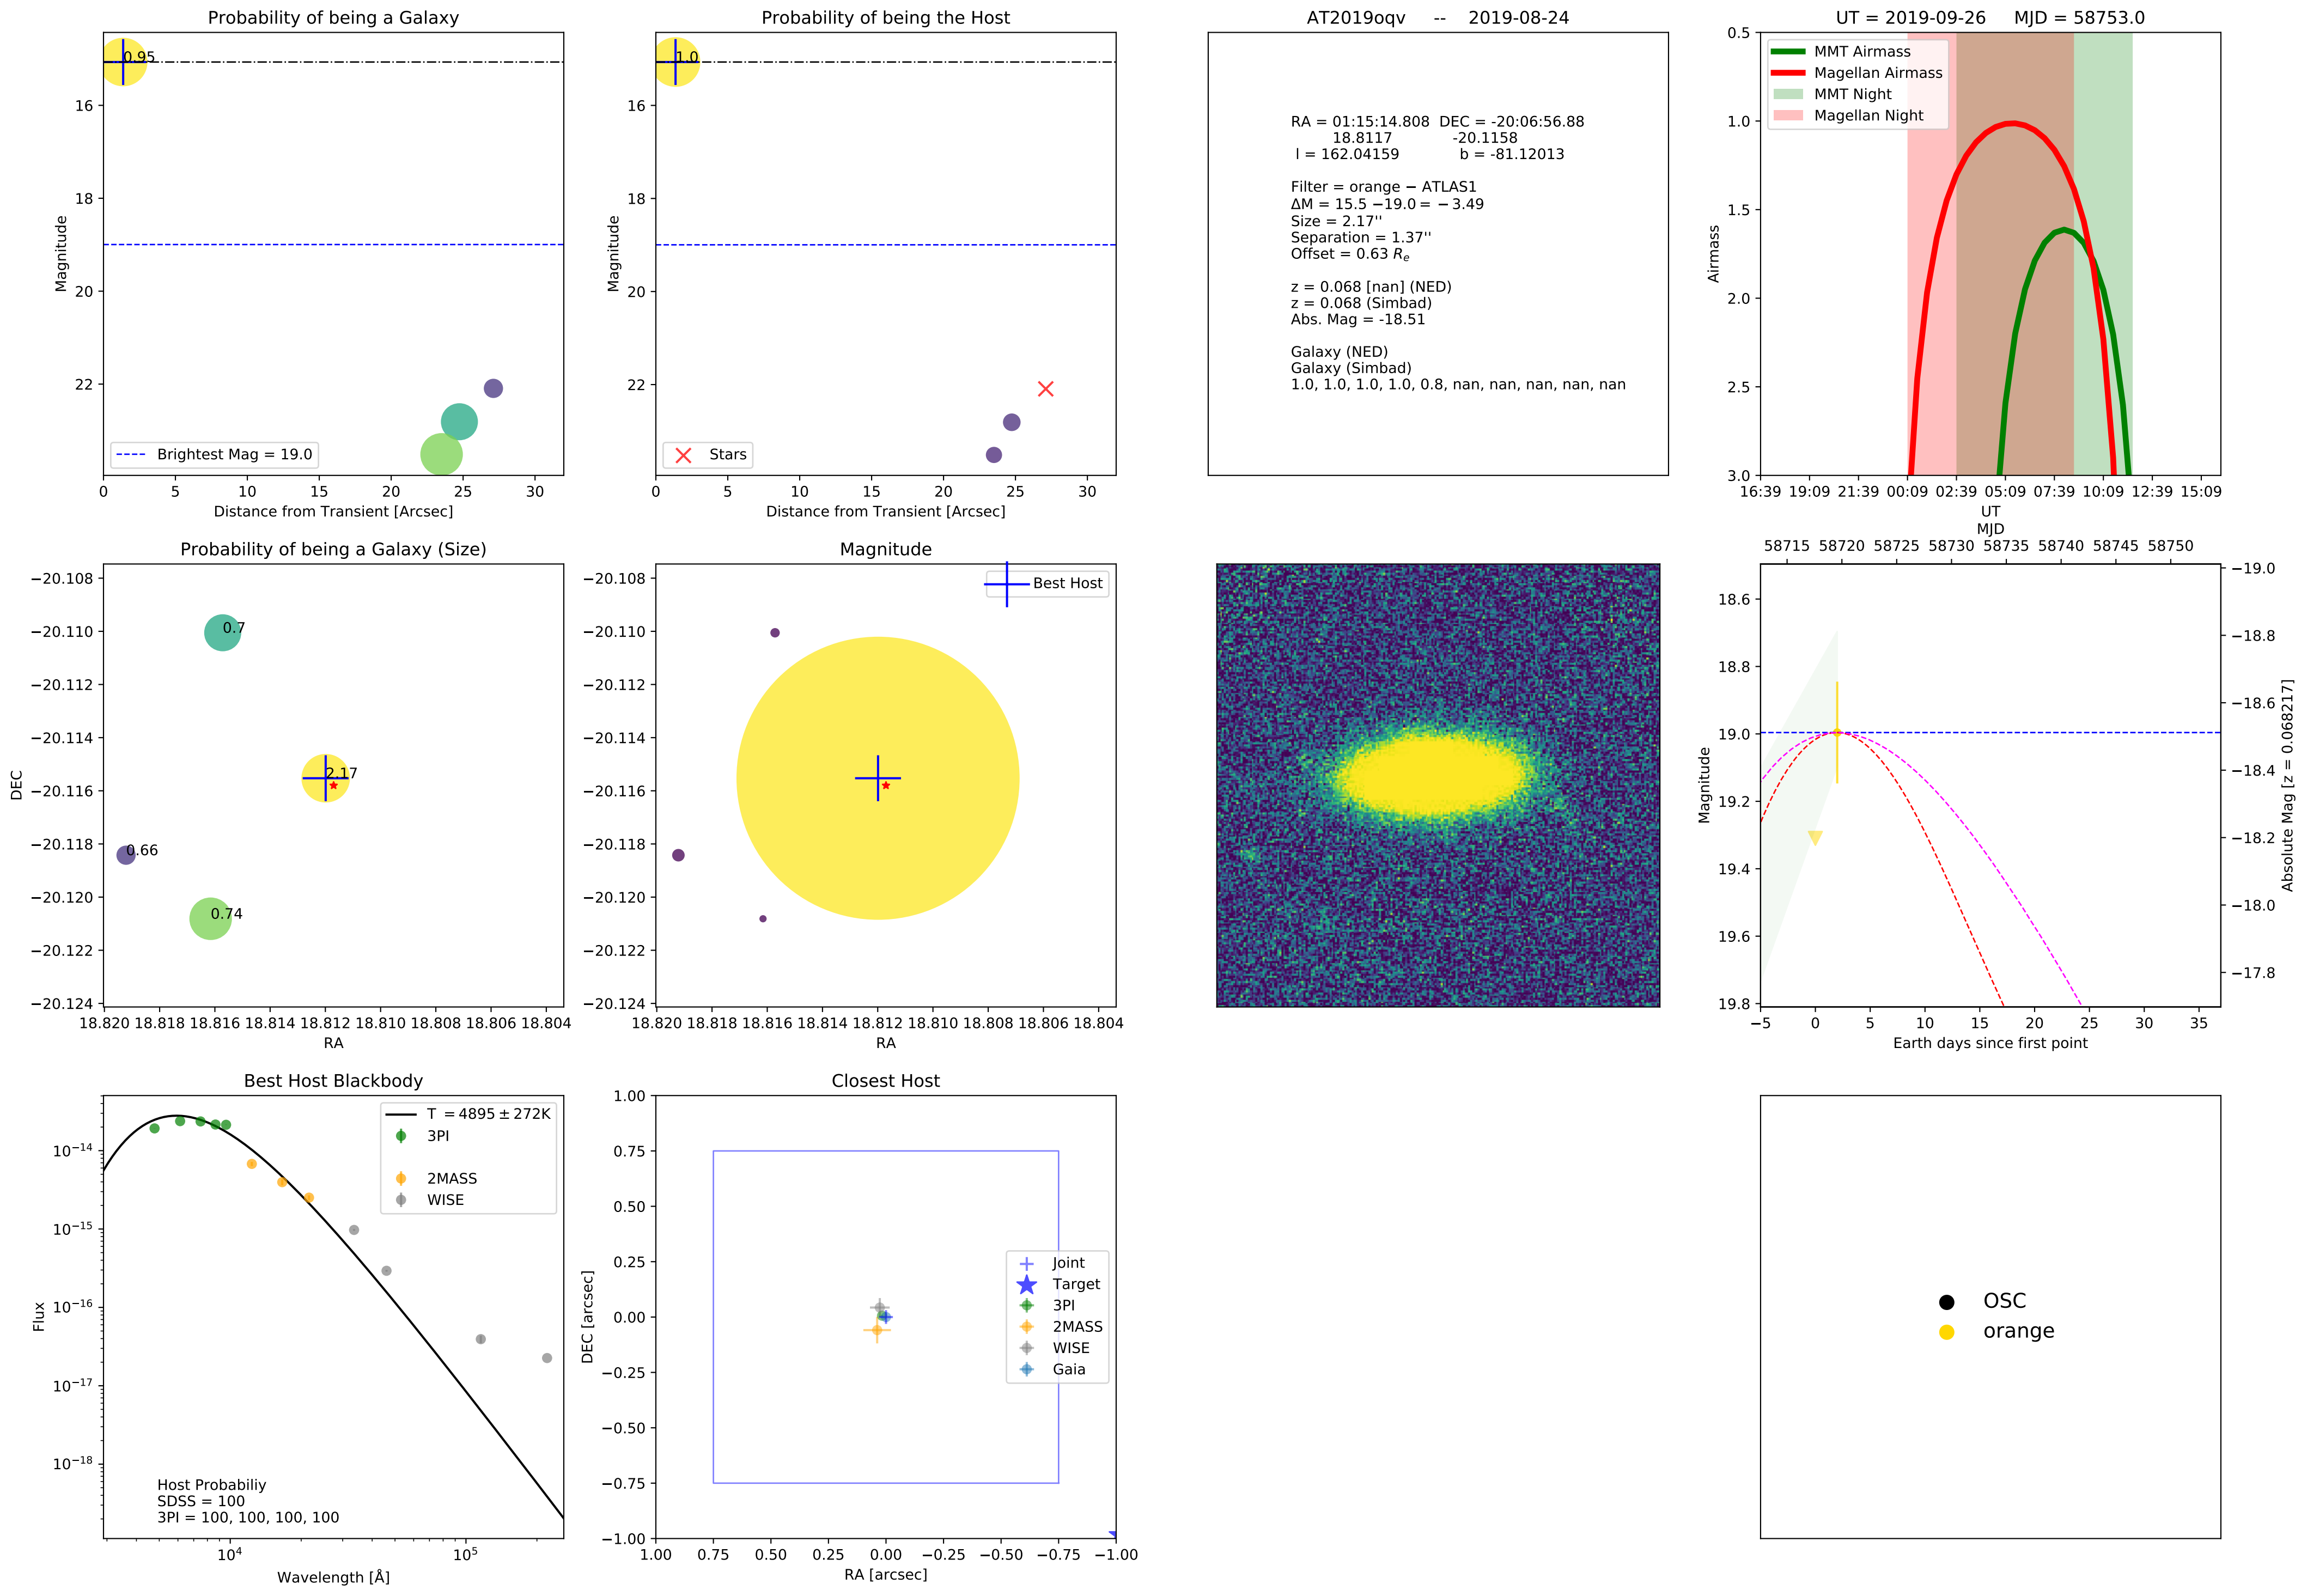 Probability of being a Galaxy
0.95
16
18
20
22
Magnitude
Brightest Mag = 19.0
0 5 10 15 20 25 30
Distance from Transient [Arcsec]
Probability of being the Host
1.0
16
18
20
22
Magnitude
Stars
0 5 10 15 20 25 30
Distance from Transient [Arcsec]
AT2019oqv -- 2019-08-24
RA = 01:15:14.808 DEC = -20:06:56.88
18.8117 -20.1158
l = 162.04159 b = -81.12013
Filter = orange − ATLAS1
ΔM = 15.5 −19.0 = −3.49
Size = 2.17''
Separation = 1.37''
Offset = 0.63 Re
z = 0.068 [nan] (NED)
z = 0.068 (Simbad)
Abs. Mag = -18.51
Galaxy (NED)
Galaxy (Simbad)
1.0, 1.0, 1.0, 1.0, 0.8, nan, nan, nan, nan, nan
UT = 2019-09-26 MJD = 58753.0
MMT Airmass
Magellan Airmass
MMT Night
Magellan Night
0.5
1.0
1.5
2.0
2.5
3.0
Airmass
16:39 19:09 21:39 00:09 02:39 05:09 07:39 10:09 12:39 15:09
UT
Probability of being a Galaxy (Size)
−20.108
−20.110
−20.112
−20.114
−20.116
−20.118
−20.120
−20.122
−20.124
DEC
0.7
2.17
0.66
0.74
18.820 18.818 18.816 18.814 18.812 18.810 18.808 18.806 18.804
RA
Magnitude
Best Host
−20.108
−20.110
−20.112
−20.114
−20.116
−20.118
−20.120
−20.122
−20.124
18.820 18.818 18.816 18.814 18.812 18.810 18.808 18.806 18.804
RA
MJD
58715 58720 58725 58730 58735 58740 58745 58750
18.6
18.8
19.0
19.2
19.4
19.6
19.8
Magnitude
−19.0
−18.8
−18.6
−18.4
−18.2
−18.0
−17.8
Absolute Mag [z = 0.068217]
−5 0 5 10 15 20 25 30 35
Earth days since first point
Best Host Blackbody
T = 4895 ± 272K
3PI
2MASS
WISE
10−14
10−15
10−16
10−17
10−18
Flux
Host Probabiliy
SDSS = 100
3PI = 100, 100, 100, 100
104 105
Wavelength [Å]
Closest Host
1.00
0.75
0.50
0.25
0.00
−0.25
−0.50
−0.75
−1.00
DEC [arcsec]
Joint
Target
3PI
2MASS
WISE
Gaia
1.00 0.75 0.50 0.25 0.00 −0.25 −0.50 −0.75 −1.00
RA [arcsec]
OSC
orange